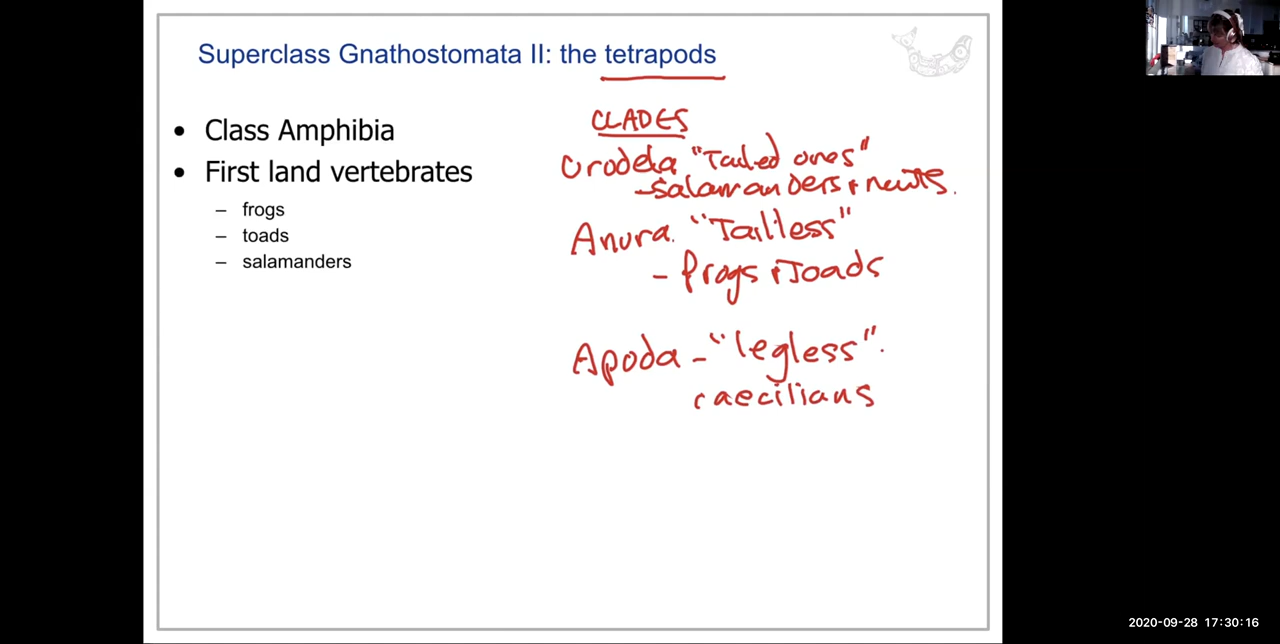 Superclass Gnathostomata II: the tetrapods
• Class Amphibia
• First land vertebrates
– frogs
– toads
– salamanders
CLADES
Urodela "Tailed ones"
- salamanders + newts.
Anura. "Tailless"
- frogs + Toads
Apoda - "legless".
caecilians
2020-09-28 17:30:16